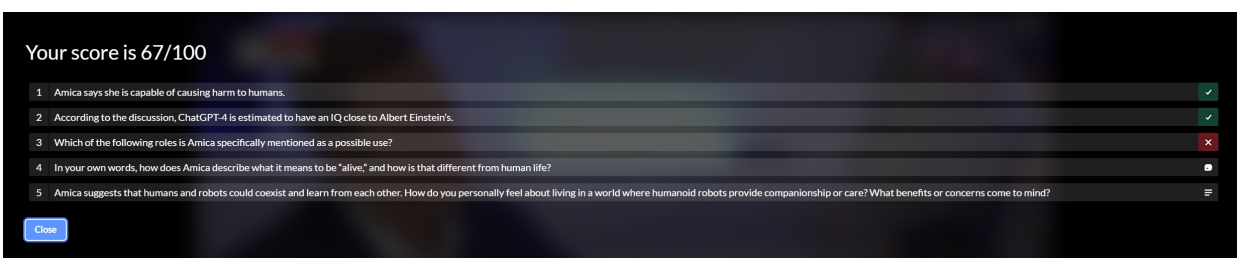 Your score is 67/100
1 Amica says she is capable of causing harm to humans.
2 According to the discussion, ChatGPT-4 is estimated to have an IQ close to Albert Einstein's.
3 Which of the following roles is Amica specifically mentioned as a possible use?
4 In your own words, how does Amica describe what it means to be "alive," and how is that different from human life?
5 Amica suggests that humans and robots could coexist and learn from each other. How do you personally feel about living in a world where humanoid robots provide companionship or care? What benefits or concerns come to mind?
Close